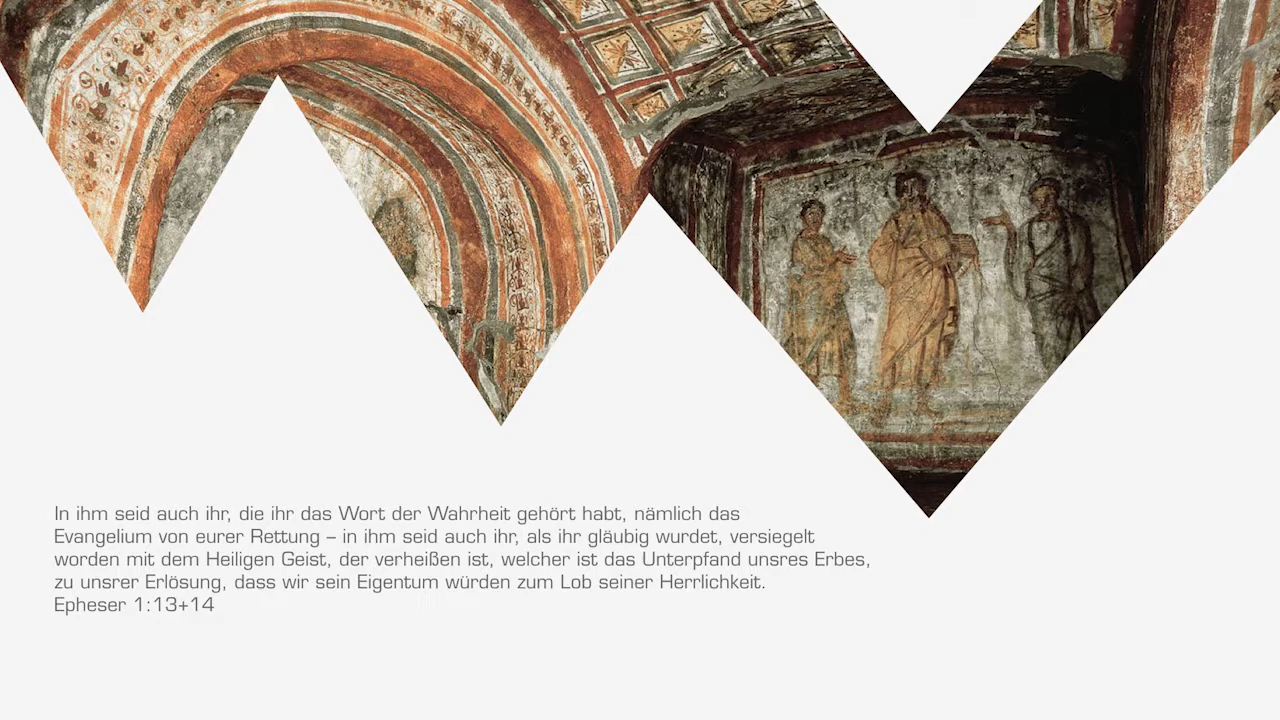 In ihm seid auch ihr, die ihr das Wort der Wahrheit gehört habt, nämlich das
Evangelium von eurer Rettung – in ihm seid auch ihr, als ihr gläubig wurdet, versiegelt
worden mit dem Heiligen Geist, der verheißen ist, welcher ist das Unterpfand unsres Erbes,
zu unsrer Erlösung, dass wir sein Eigentum würden zum Lob seiner Herrlichkeit.
Epheser 1:13+14